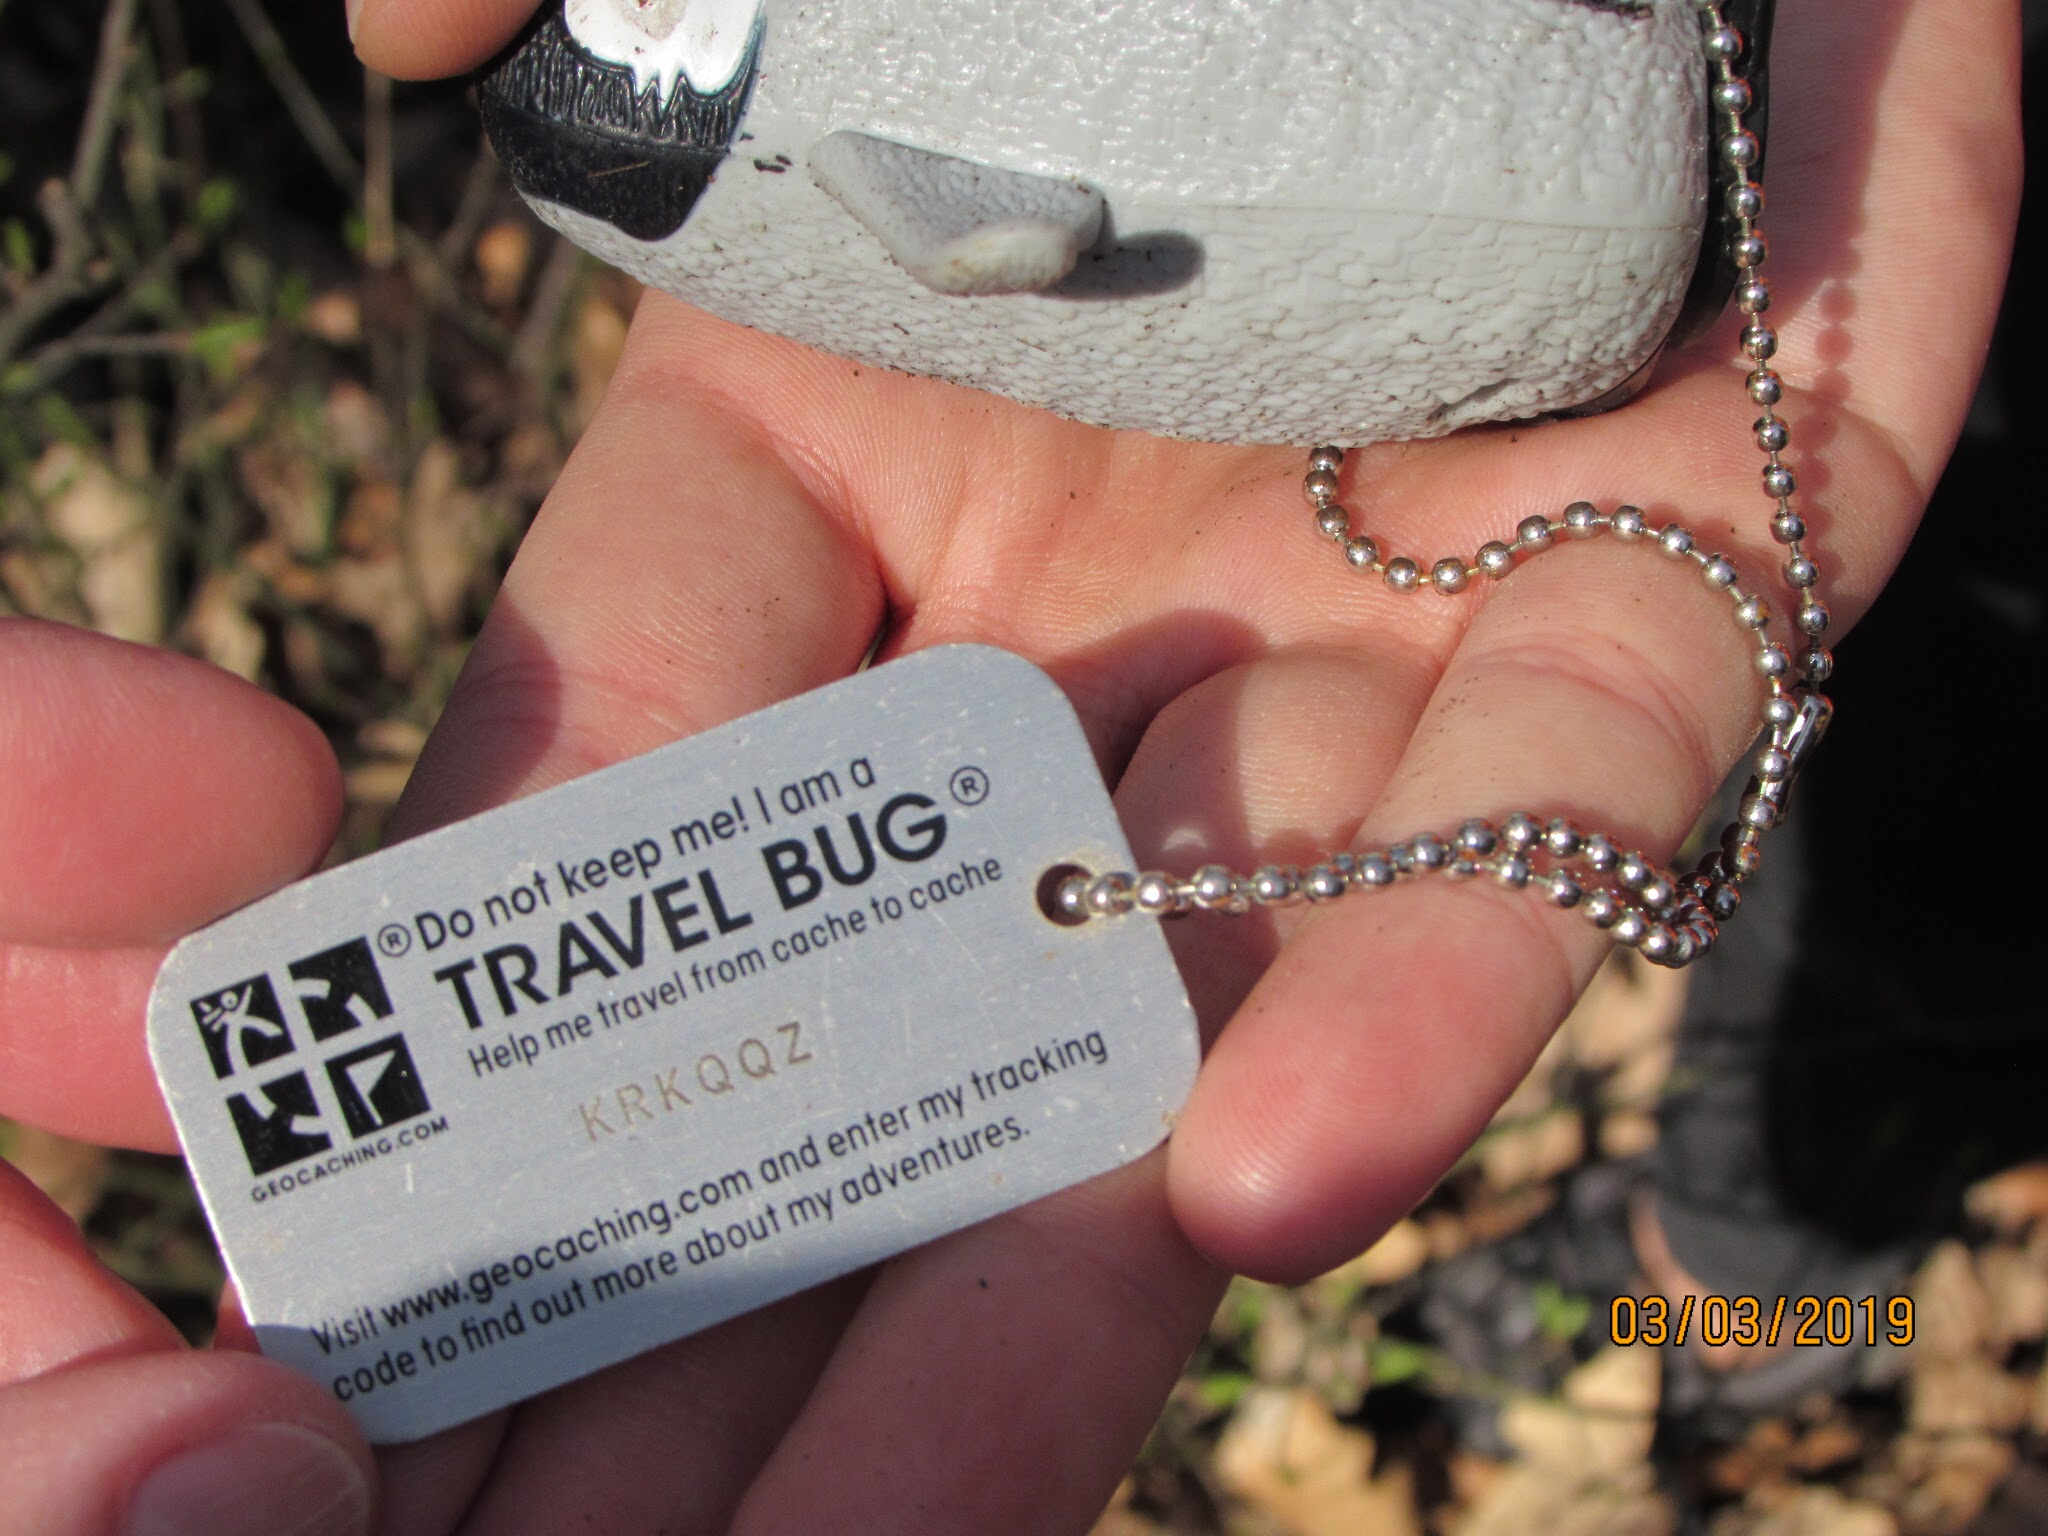 ® Do not keep me! I am a
TRAVEL BUG®
Help me travel from cache to cache
KRKQQZ
GEOCACHING.COM
Visit www.geocaching.com and enter my tracking
code to find out more about my adventures.
03/03/2019